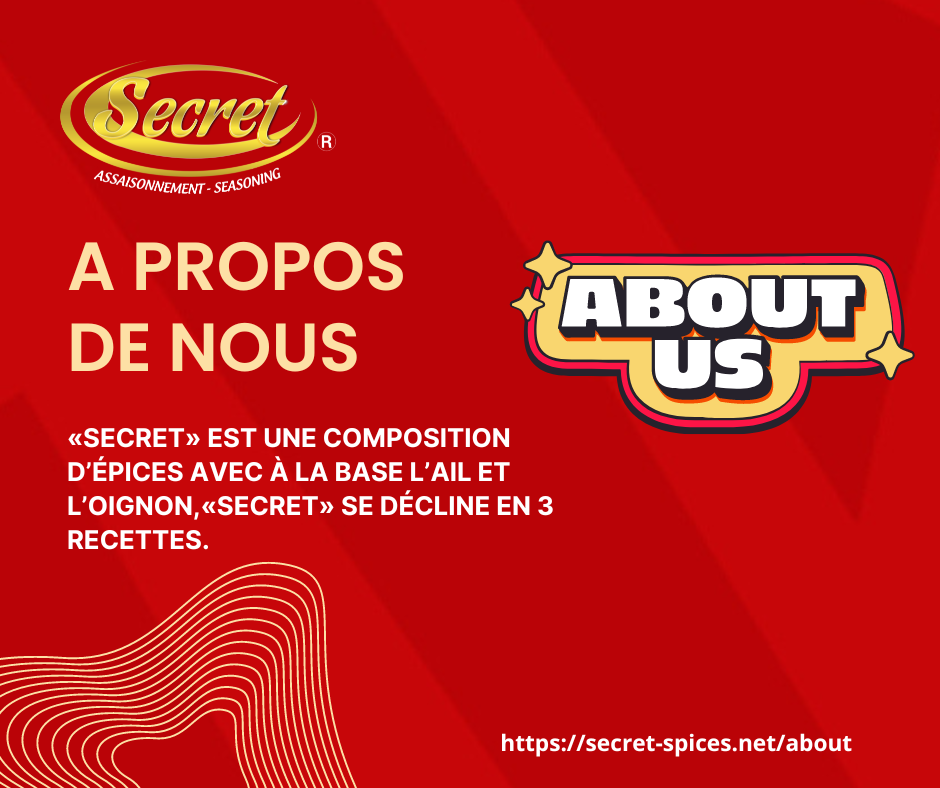 Secret
®
ASSAISONNEMENT - SEASONING
A PROPOS
DE NOUS
ABOUT
US
«SECRET» EST UNE COMPOSITION
D’ÉPICES AVEC À LA BASE L’AIL ET
L’OIGNON,«SECRET» SE DÉCLINE EN 3
RECETTES.
https://secret-spices.net/about